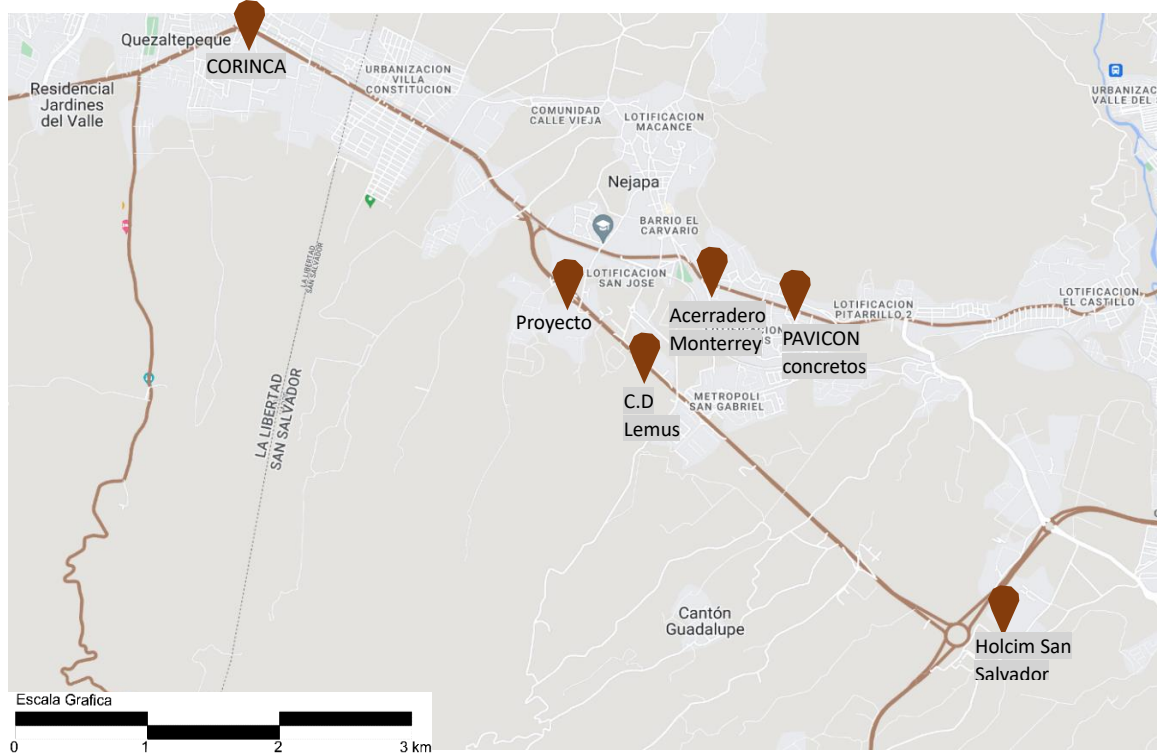 Quezaltepeque
CORINCA
Residencial
Jardines
del Valle
URBANIZACION
VILLA
CONSTITUCION
COMUNIDAD
CALLE VIEJA
LOTIFICACION
MACANCE
URBANIZAC
VALLE DEL
Nejapa
BARRIO EL
CARVARIO
LA LIBERTAD
SAN SALVADOR
LOTIFICACION
SAN JOSE
Proyecto
Acerradero
Monterrey
PAVICON
concretos
LOTIFICACION
PITARRILLO 2
LOTIFICACION
EL CASTILLO
C.D
Lemus
METROPOLI
SAN GABRIEL
LA LIBERTAD
SAN SALVADOR
Cantón
Guadalupe
Holcim San
Salvador
Escala Grafica
0 1 2 3 km